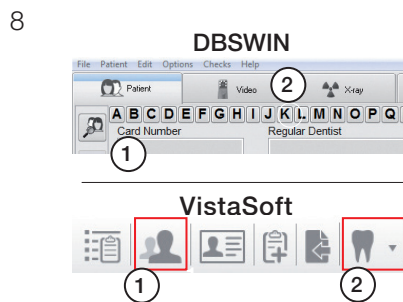 8
DBSWIN
File Patient Edit Options Checks Help
Patient Video 2 X-ray
A B C D E F G H I J K L M N O P Q
Card Number Regular Dentist
1
VistaSoft
1 2